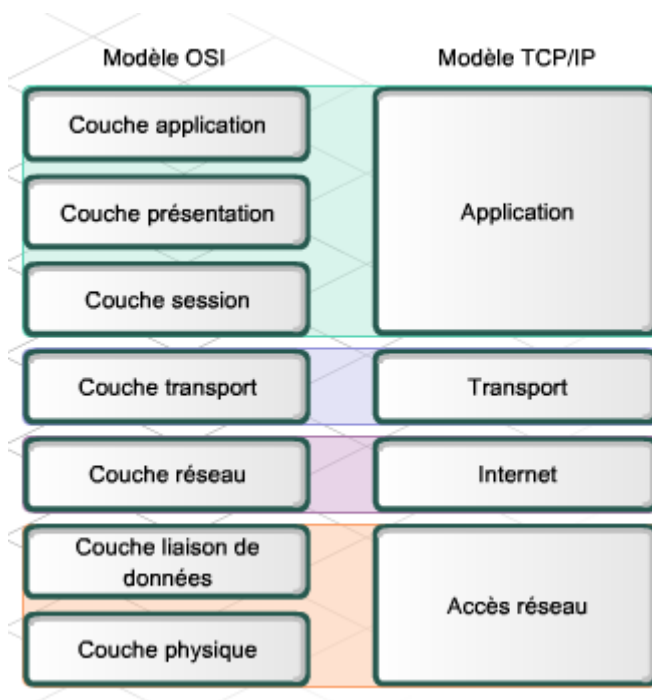 Modèle OSI
Modèle TCP/IP
Couche application
Couche présentation
Couche session
Application
Couche transport
Transport
Couche réseau
Internet
Couche liaison de
données
Couche physique
Accès réseau